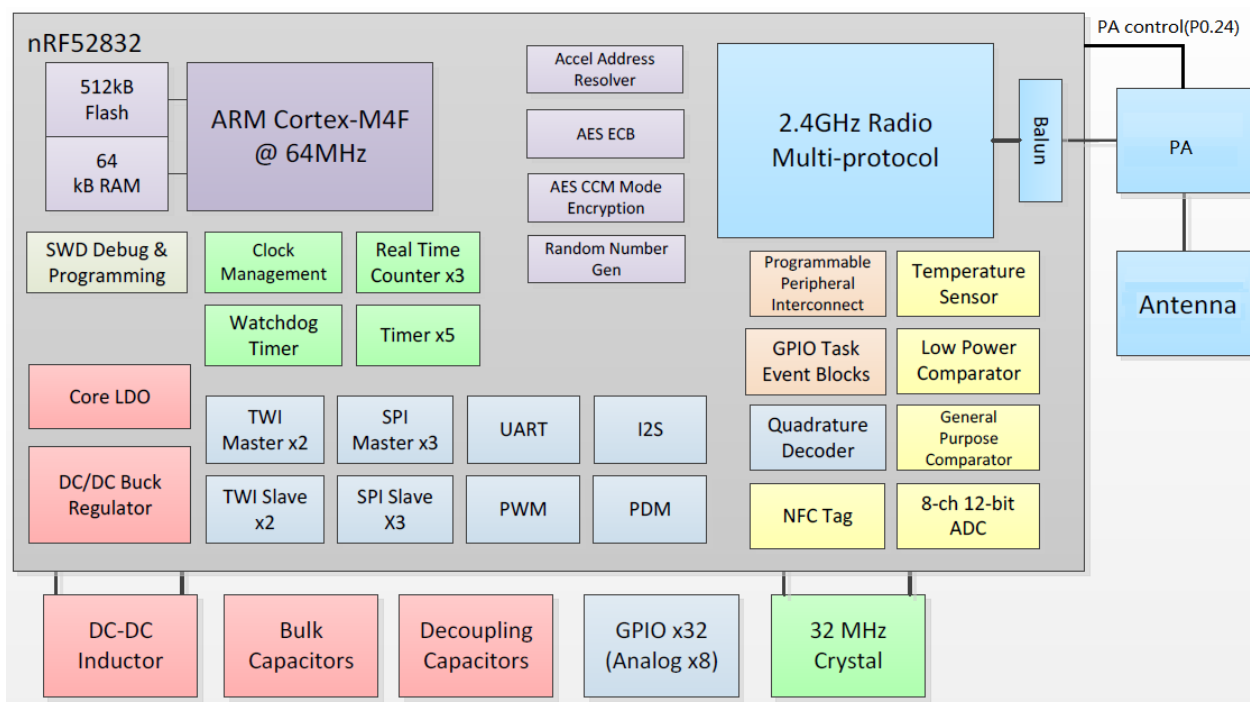 PA control(P0.24)
nRF52832
512kB
Flash
64
kB RAM
ARM Cortex-M4F
@ 64MHz
Accel Address
Resolver
AES ECB
AES CCM Mode
Encryption
Random Number
Gen
2.4GHz Radio
Multi-protocol
Balun
PA
Antenna
SWD Debug &
Programming
Clock
Management
Real Time
Counter x3
Watchdog
Timer
Timer x5
Programmable
Peripheral
Interconnect
Temperature
Sensor
GPIO Task
Event Blocks
Low Power
Comparator
Core LDO
DC/DC Buck
Regulator
TWI
Master x2
SPI
Master x3
UART
I2S
Quadrature
Decoder
General
Purpose
Comparator
TWI Slave
x2
SPI Slave
X3
PWM
PDM
NFC Tag
8-ch 12-bit
ADC
DC-DC
Inductor
Bulk
Capacitors
Decoupling
Capacitors
GPIO x32
(Analog x8)
32 MHz
Crystal